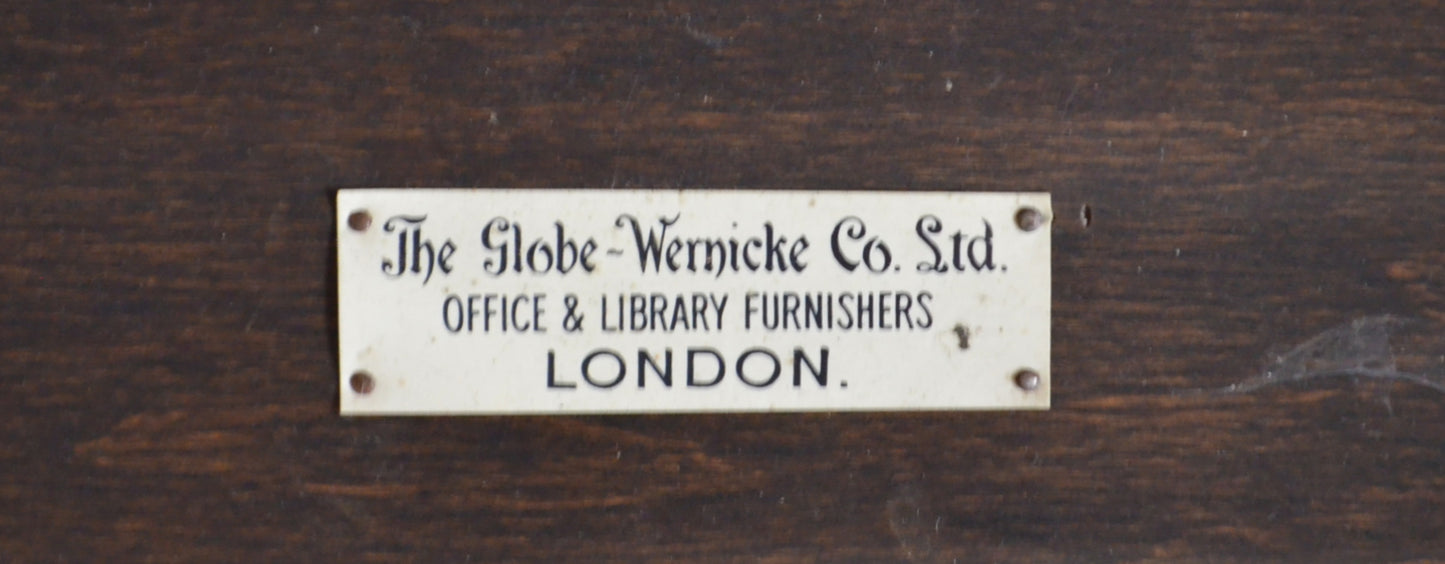 The Globe-Wernicke Co. Ltd.
OFFICE & LIBRARY FURNISHERS
LONDON.